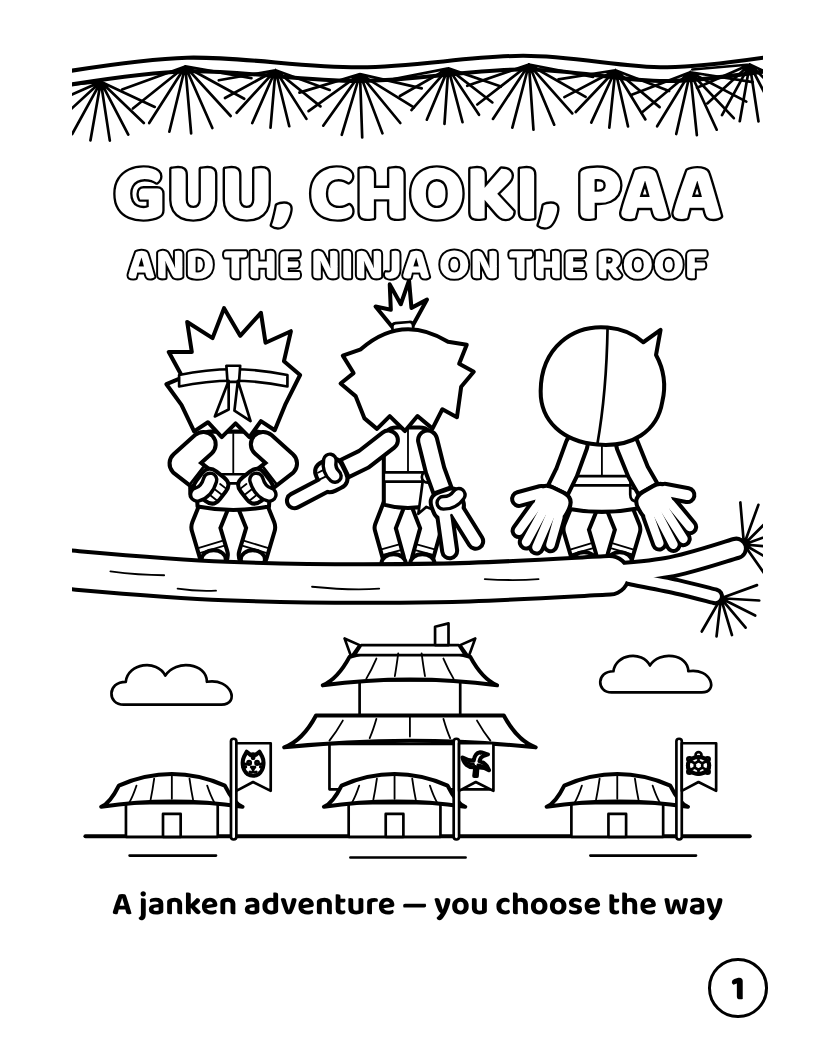 GUU, CHOKI, PAA
AND THE NINJA ON THE ROOF
A janken adventure — you choose the way
1